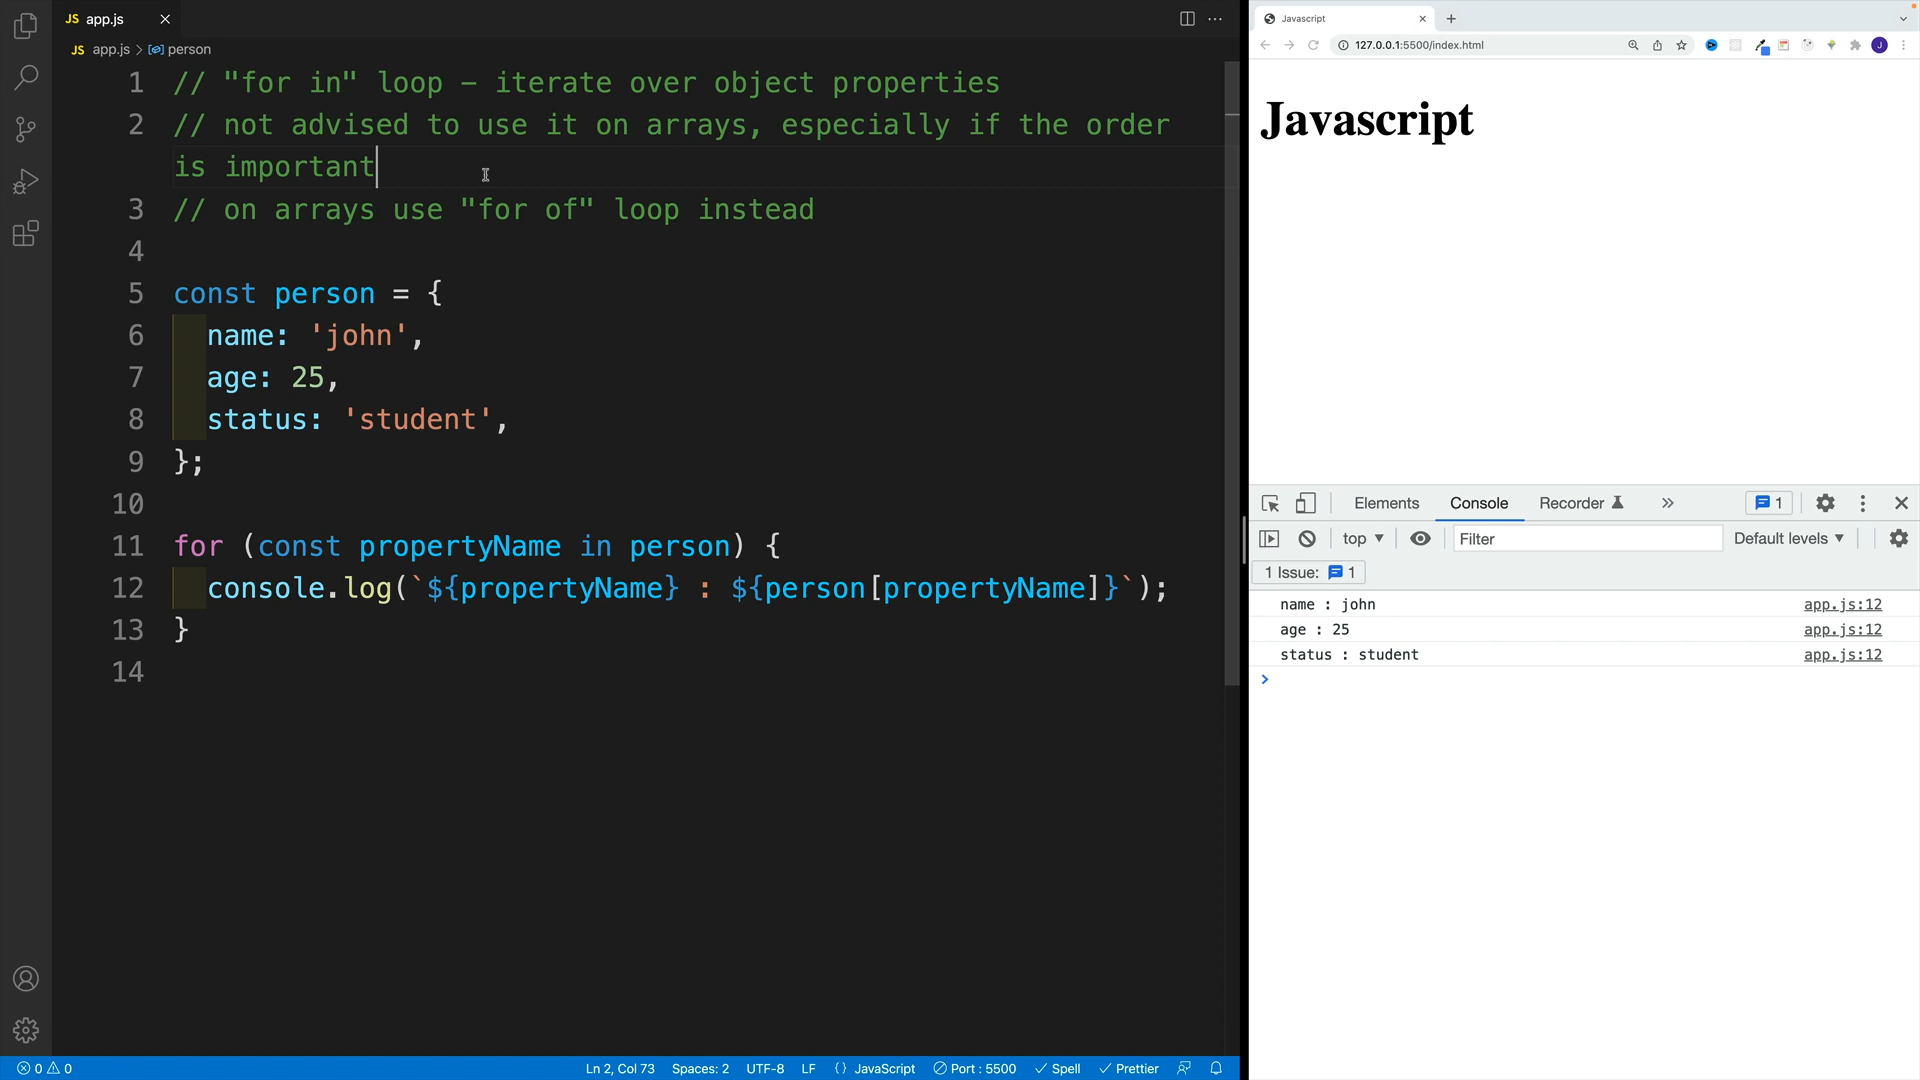 JS app.js
JS app.js > person
1 // "for in" loop - iterate over object properties
2 // not advised to use it on arrays, especially if the order
is important
3 // on arrays use "for of" loop instead
4
5 const person = {
6 name: 'john',
7 age: 25,
8 status: 'student',
9 };
10
11 for (const propertyName in person) {
12 console.log(`${propertyName} : ${person[propertyName]}`);
13 }
14
0 0
Ln 2, Col 73 Spaces: 2 UTF-8 LF {} JavaScript Port : 5500 Spell Prettier
Javascript
127.0.0.1:5500/index.html
J
Javascript
Elements Console Recorder 1
top Filter Default levels
1 Issue: 1
name : john app.js:12
age : 25 app.js:12
status : student app.js:12